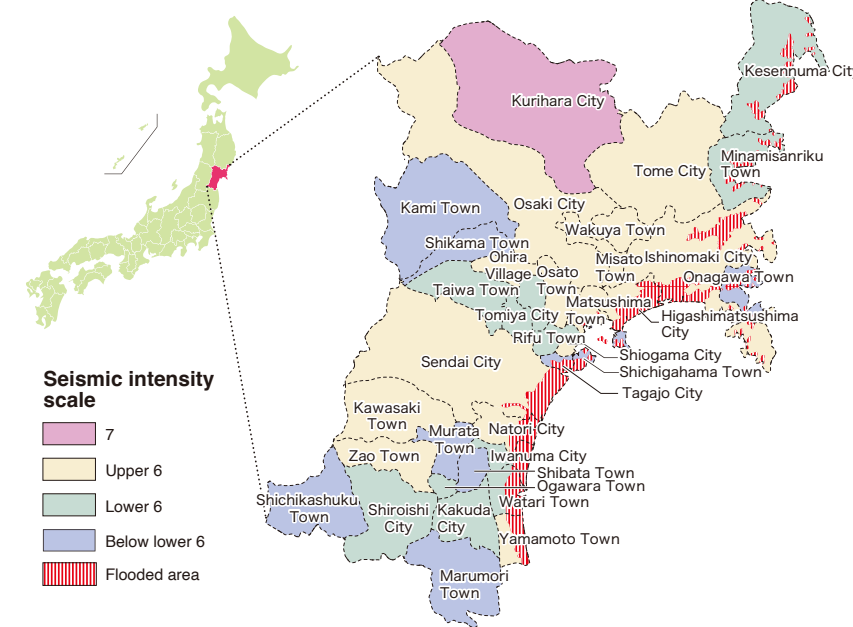 Kesennuma City
Kurihara City
Minamisanriku
Town
Tome City
Kami Town
Osaki City
Wakuya Town
Shikama Town
Ohira
Village
Osato
Town
Misato
Town
Ishinomaki City
Onagawa Town
Taiwa Town
Matsushima
Town
Tomiya City
Higashimatsushima
City
Rifu Town
Shiogama City
Sendai City
Shichigahama Town
Tagajo City
Seismic intensity
scale
7
Upper 6
Lower 6
Below lower 6
Flooded area
Kawasaki
Town
Murata
Town
Natori City
Zao Town
Iwanuma City
Shibata Town
Ogawara Town
Watari Town
Shichikashuku
Town
Shiroishi
City
Kakuda
City
Yamamoto Town
Marumori
Town